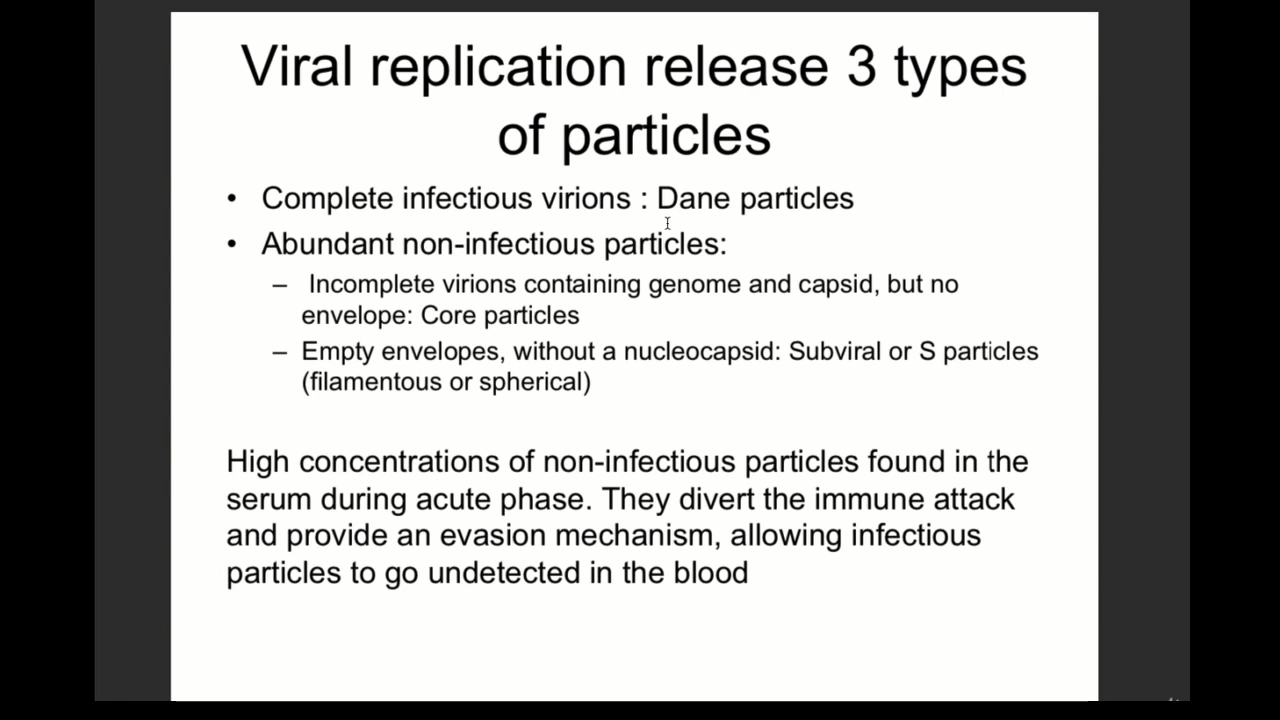 Viral replication release 3 types
of particles
• Complete infectious virions : Dane particles
• Abundant non-infectious particles:
– Incomplete virions containing genome and capsid, but no
envelope: Core particles
– Empty envelopes, without a nucleocapsid: Subviral or S particles
(filamentous or spherical)
High concentrations of non-infectious particles found in the
serum during acute phase. They divert the immune attack
and provide an evasion mechanism, allowing infectious
particles to go undetected in the blood